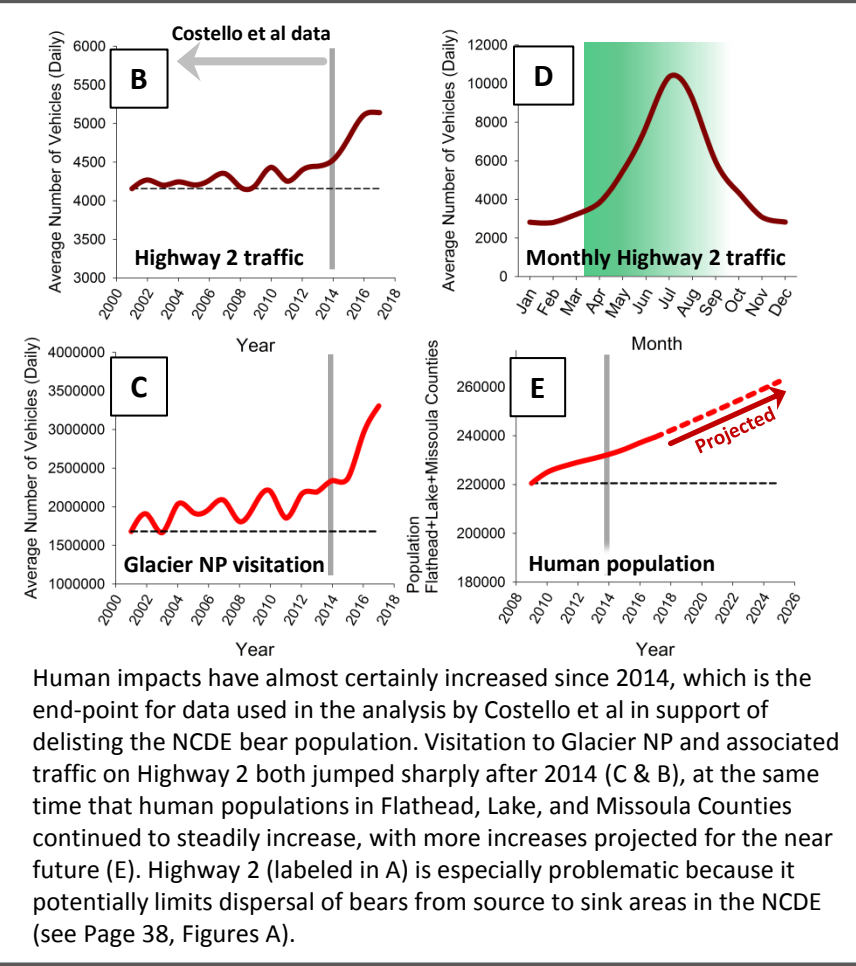 Costello et al data
B
Average Number of Vehicles (Daily)
6000
5500
5000
4500
4000
3500
3000
Highway 2 traffic
2000
2002
2004
2006
2008
2010
2012
2014
2016
2018
Year
D
Average Number of Vehicles (Daily)
12000
10000
8000
6000
4000
2000
0
Monthly Highway 2 traffic
Jan
Feb
Mar
Apr
May
Jun
Jul
Aug
Sep
Oct
Nov
Dec
Month
C
Average Number of Vehicles (Daily)
4000000
3500000
3000000
2500000
2000000
1500000
1000000
Glacier NP visitation
2000
2002
2004
2006
2008
2010
2012
2014
2016
2018
Year
E
Population
Flathead+Lake+Missoula Counties
260000
240000
220000
200000
180000
Projected
Human population
2008
2010
2012
2014
2016
2018
2020
2022
2024
2026
Year
Human impacts have almost certainly increased since 2014, which is the
end-point for data used in the analysis by Costello et al in support of
delisting the NCDE bear population. Visitation to Glacier NP and associated
traffic on Highway 2 both jumped sharply after 2014 (C & B), at the same
time that human populations in Flathead, Lake, and Missoula Counties
continued to steadily increase, with more increases projected for the near
future (E). Highway 2 (labeled in A) is especially problematic because it
potentially limits dispersal of bears from source to sink areas in the NCDE
(see Page 38, Figures A).